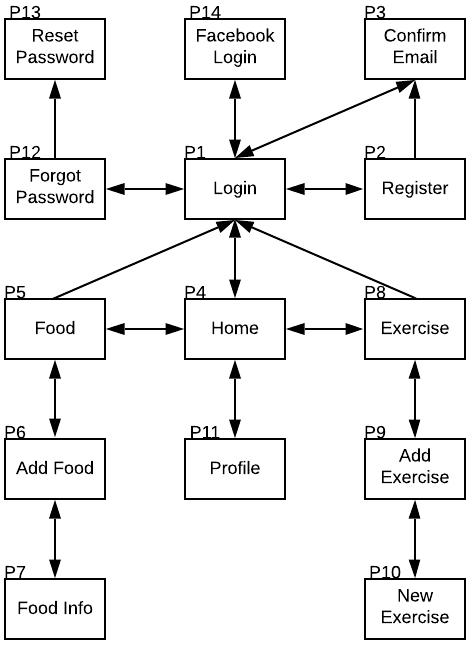 P13
Reset
Password
P14
Facebook
Login
P3
Confirm
Email
P12
Forgot
Password
P1
Login
P2
Register
P5
Food
P4
Home
P8
Exercise
P6
Add Food
P11
Profile
P9
Add
Exercise
P7
Food Info
P10
New
Exercise